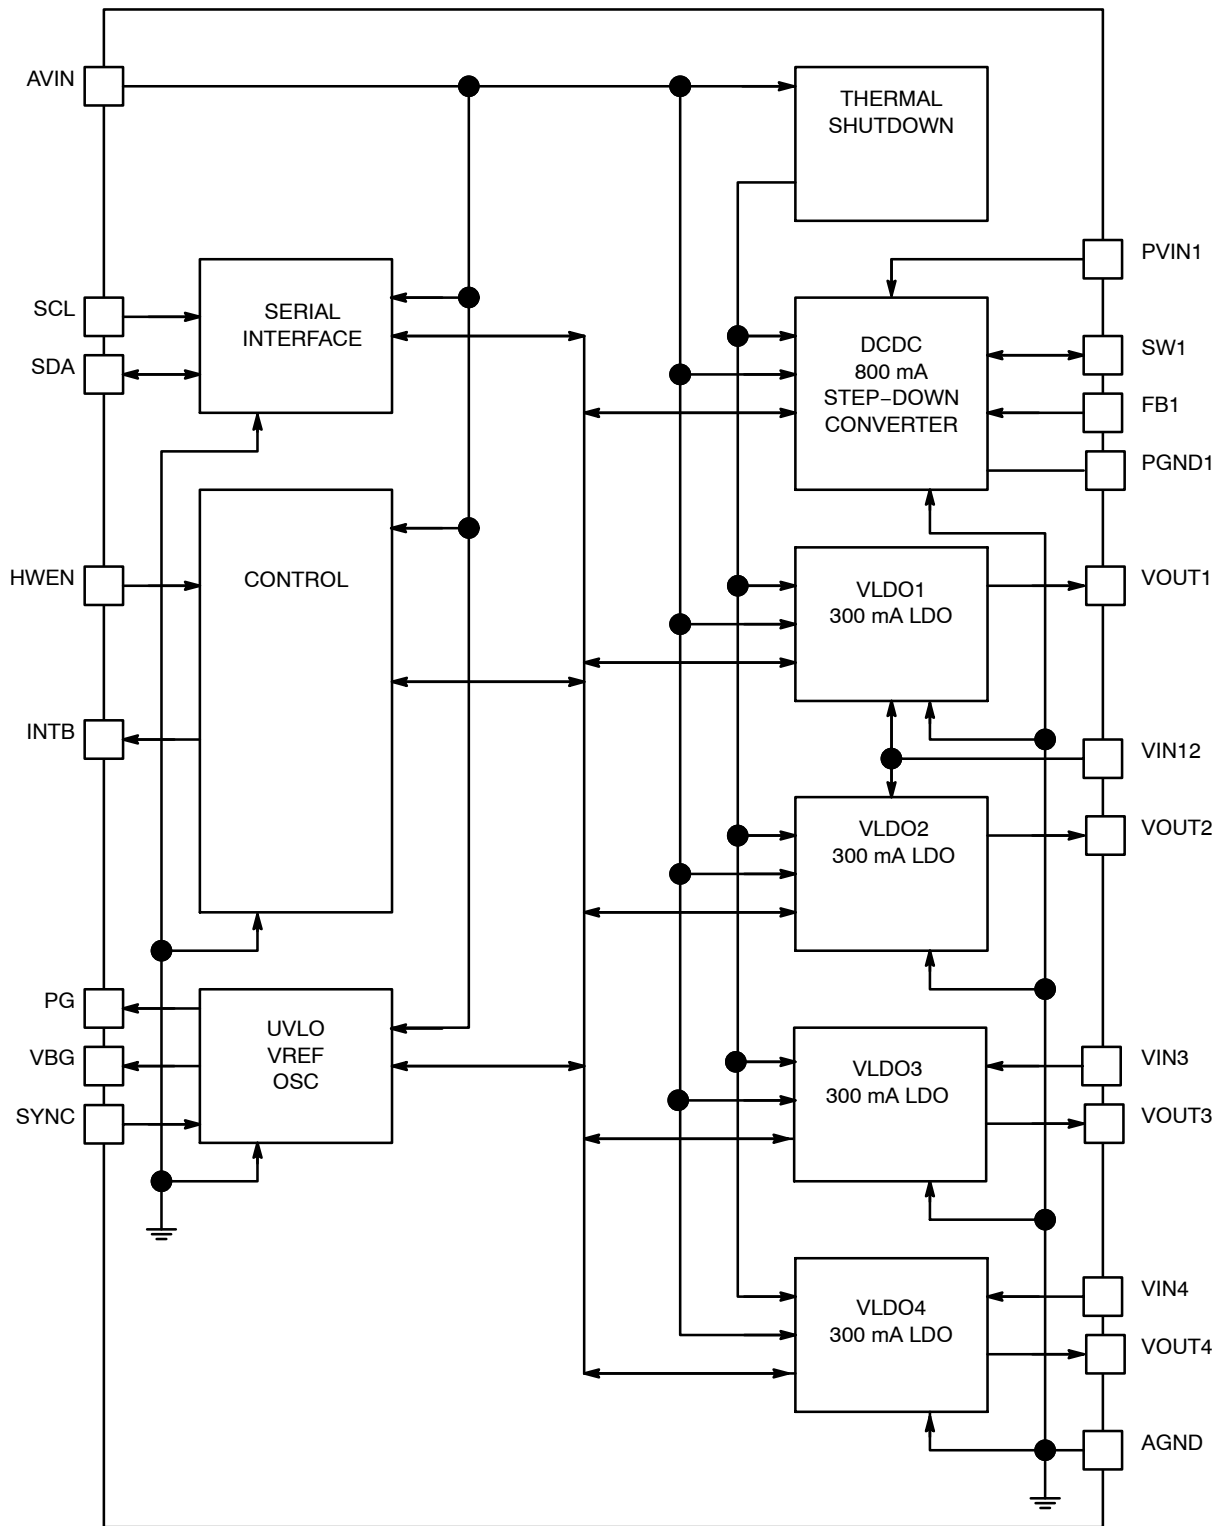 AVIN
THERMAL
SHUTDOWN
PVIN1
SCL
SERIAL
INTERFACE
SDA
DCDC
800 mA
STEP−DOWN
CONVERTER
SW1
FB1
PGND1
HWEN
CONTROL
VLDO1
300 mA LDO
VOUT1
INTB
VIN12
VLDO2
300 mA LDO
VOUT2
PG
VBG
SYNC
UVLO
VREF
OSC
VLDO3
300 mA LDO
VIN3
VOUT3
VLDO4
300 mA LDO
VIN4
VOUT4
AGND